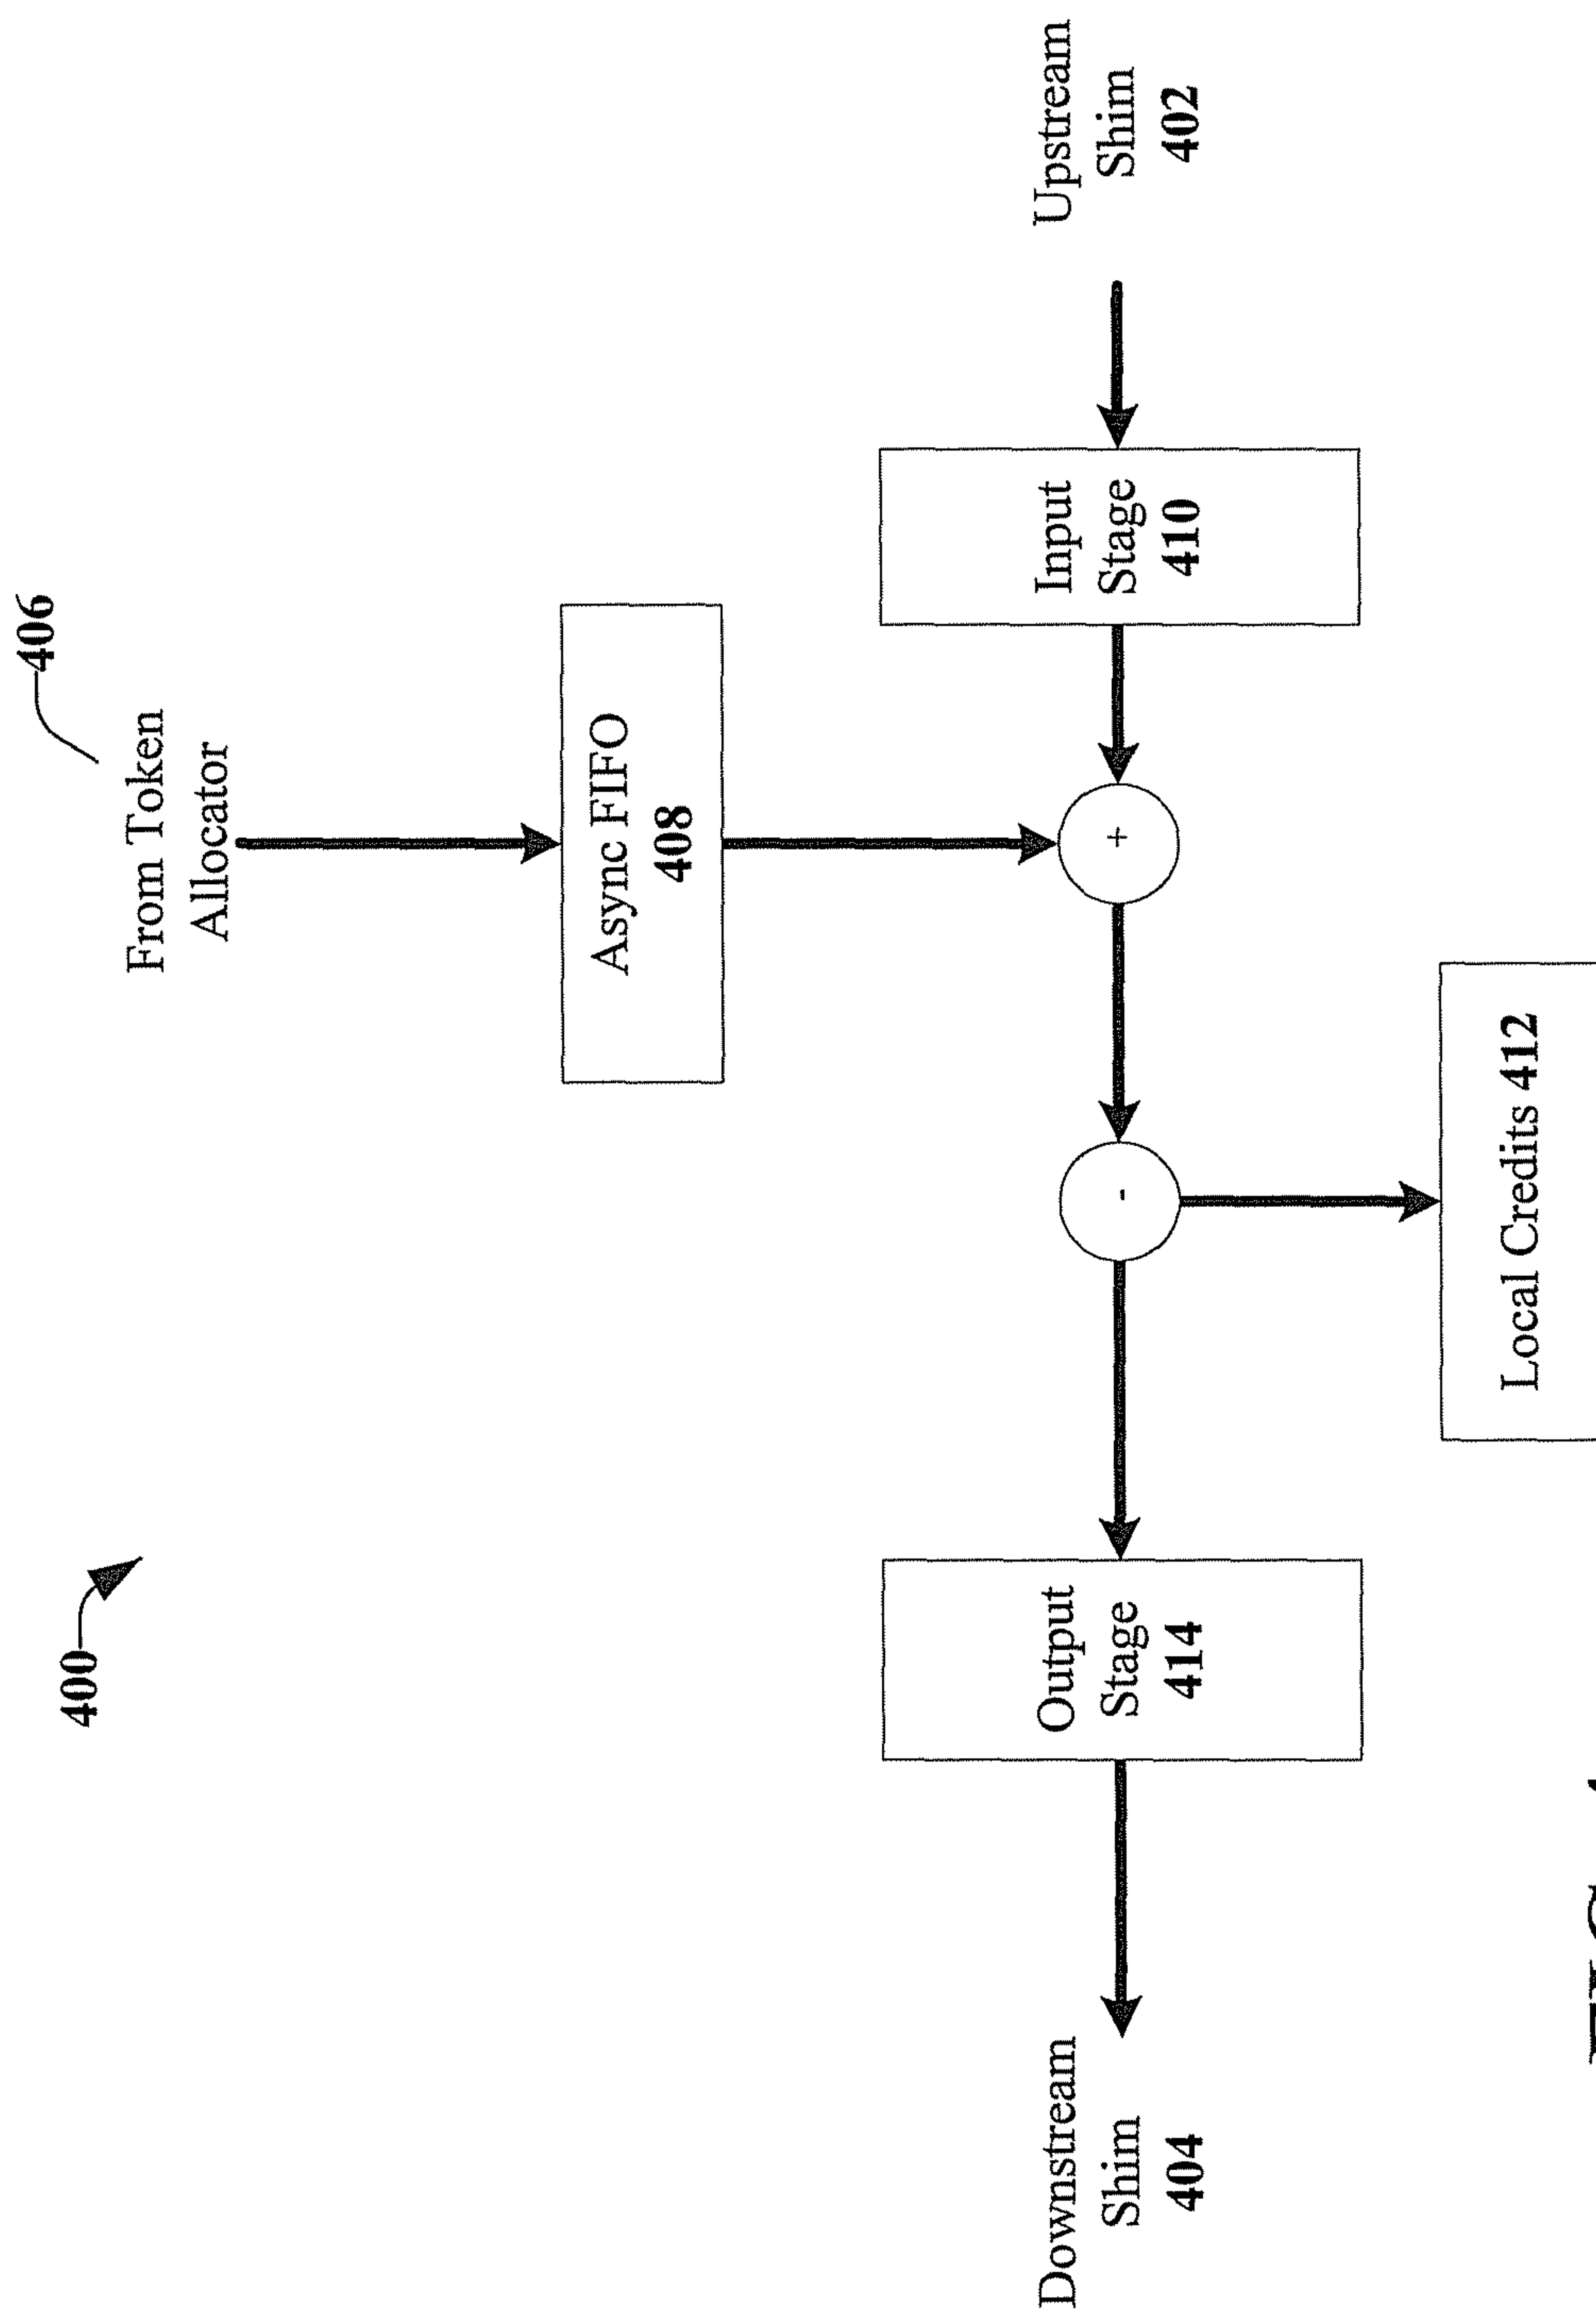 406
400
From Token
Allocator
Async FIFO
408
Downstream
Shim
404
Output
Stage
414
-
+
Input
Stage
410
Upstream
Shim
402
Local Credits 412